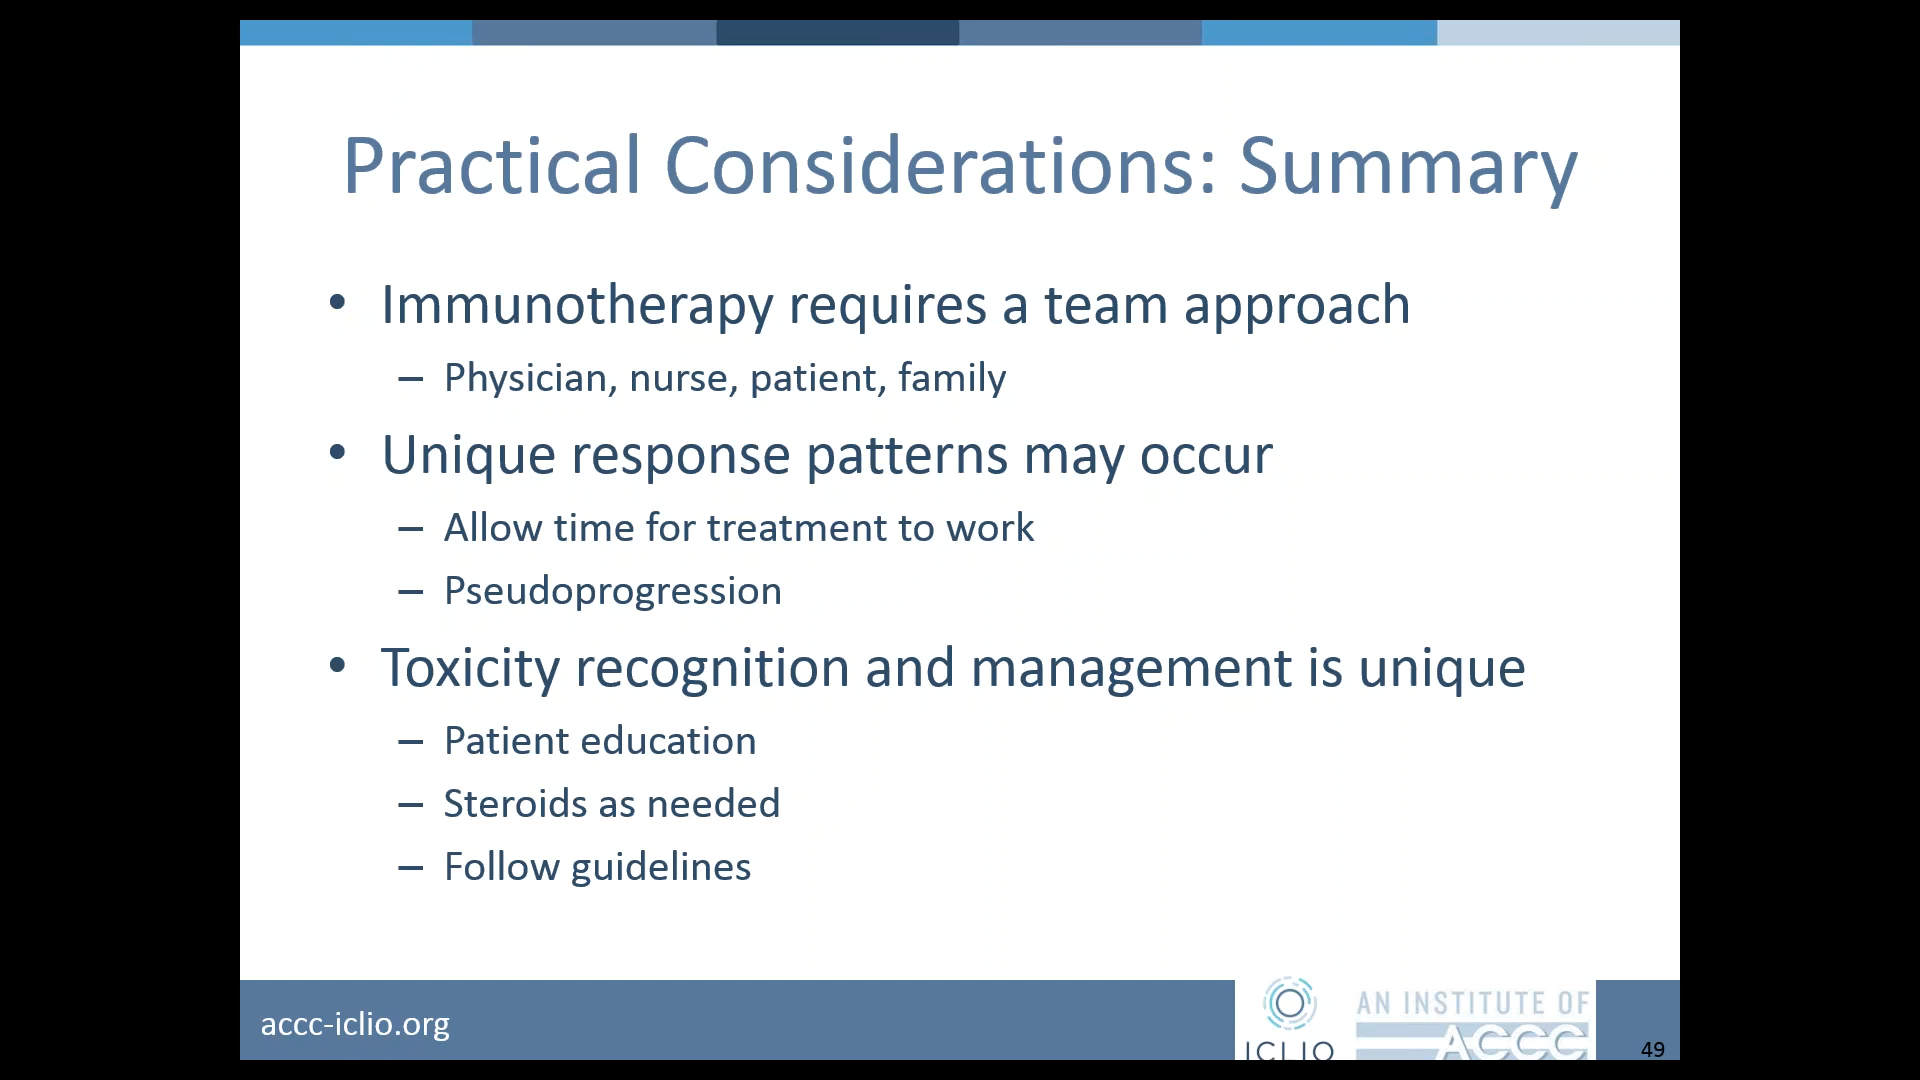 Practical Considerations: Summary
• Immunotherapy requires a team approach
– Physician, nurse, patient, family
• Unique response patterns may occur
– Allow time for treatment to work
– Pseudoprogression
• Toxicity recognition and management is unique
– Patient education
– Steroids as needed
– Follow guidelines
accc-iclio.org
ICLIO
AN INSTITUTE OF
ACCC
49